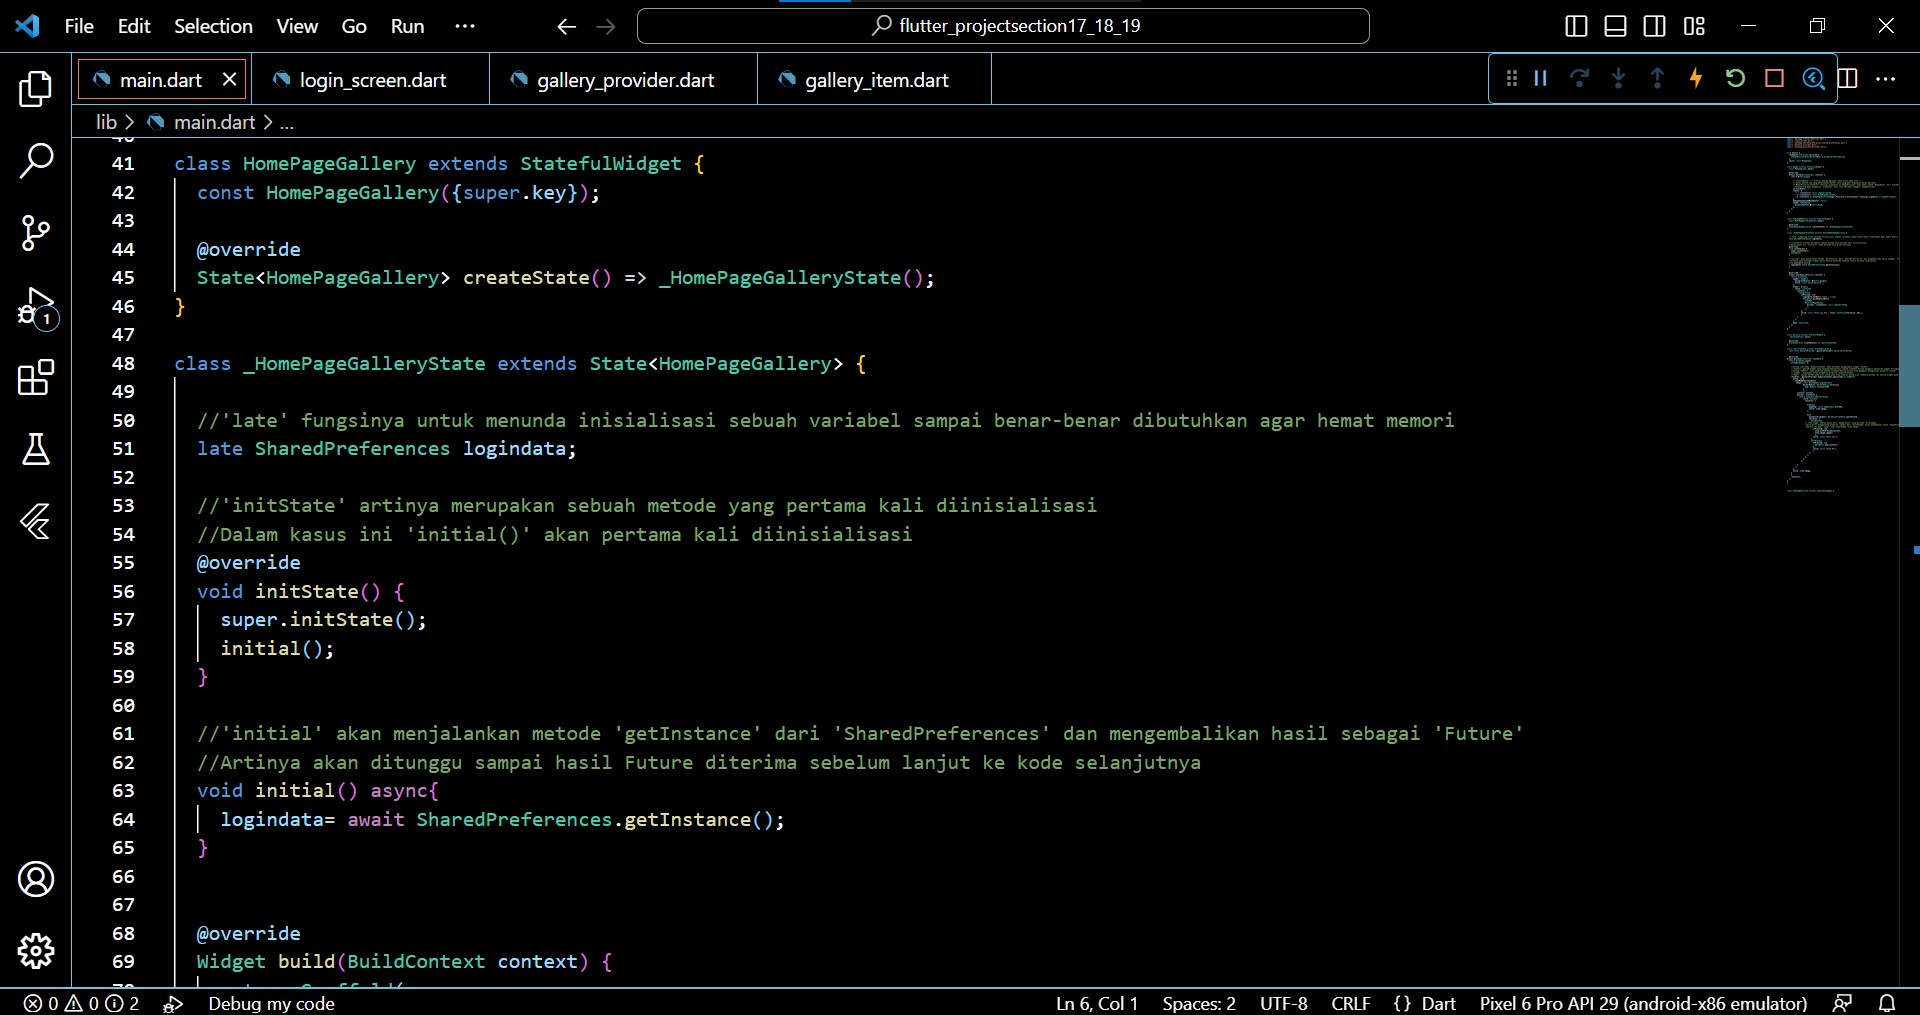 File Edit Selection View Go Run ··· flutter_projectsection17_18_19
main.dart login_screen.dart gallery_provider.dart gallery_item.dart
lib > main.dart > ...
41 class HomePageGallery extends StatefulWidget {
42 const HomePageGallery({super.key});
43
44 @override
45 State<HomePageGallery> createState() => _HomePageGalleryState();
46 }
47
48 class _HomePageGalleryState extends State<HomePageGallery> {
49
50 //'late' fungsinya untuk menunda inisialisasi sebuah variabel sampai benar-benar dibutuhkan agar hemat memori
51 late SharedPreferences logindata;
52
53 //'initState' artinya merupakan sebuah metode yang pertama kali diinisialisasi
54 //Dalam kasus ini 'initial()' akan pertama kali diinisialisasi
55 @override
56 void initState() {
57 super.initState();
58 initial();
59 }
60
61 //'initial' akan menjalankan metode 'getInstance' dari 'SharedPreferences' dan mengembalikan hasil sebagai 'Future'
62 //Artinya akan ditunggu sampai hasil Future diterima sebelum lanjut ke kode selanjutnya
63 void initial() async{
64 logindata= await SharedPreferences.getInstance();
65 }
66
67
68 @override
69 Widget build(BuildContext context) {
1
0 0 2 Debug my code Ln 6, Col 1 Spaces: 2 UTF-8 CRLF {} Dart Pixel 6 Pro API 29 (android-x86 emulator)